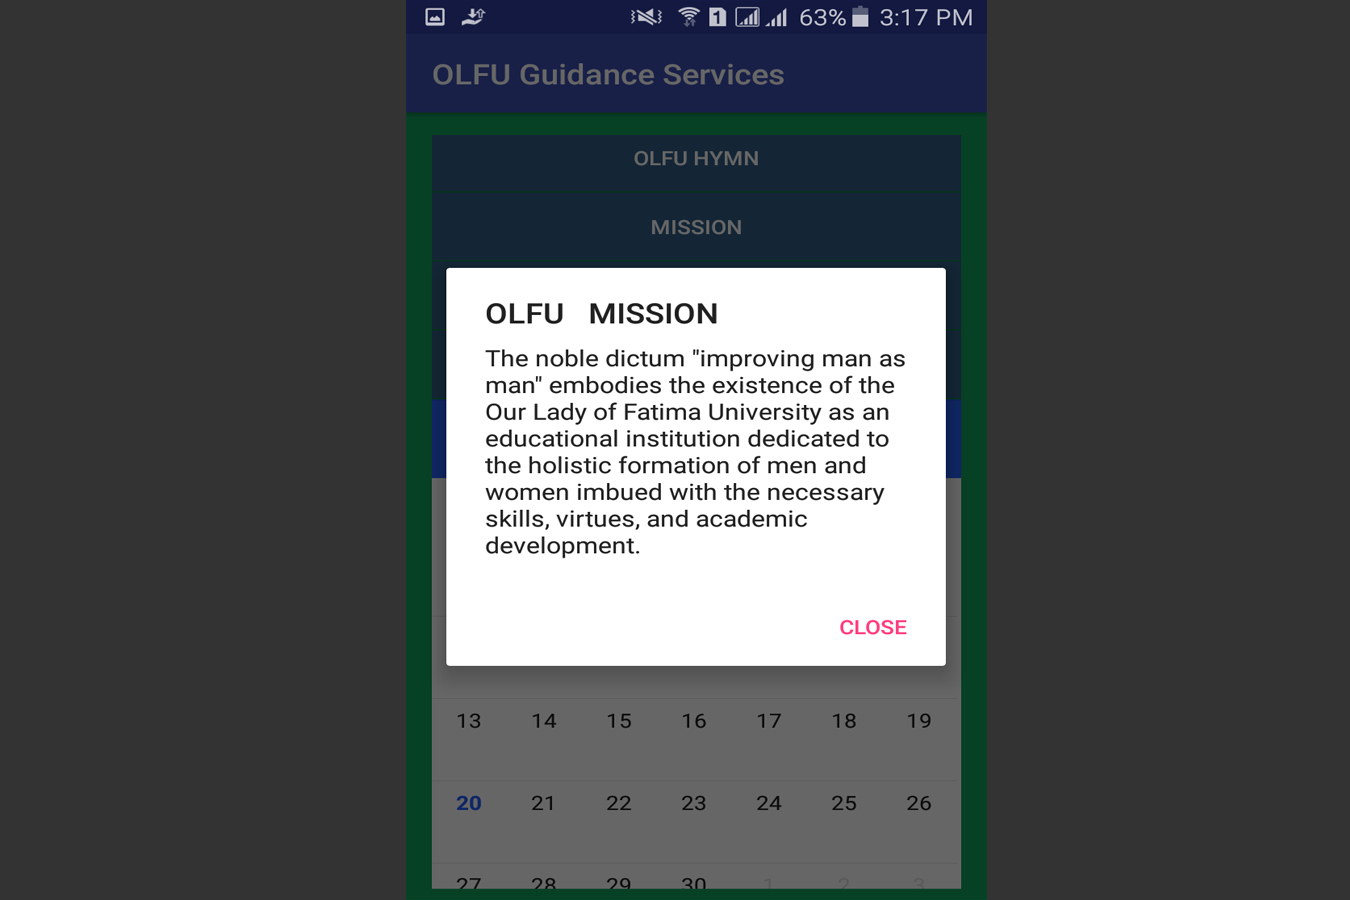 1 63% 3:17 PM
OLFU Guidance Services
OLFU HYMN
MISSION
OLFU MISSION
The noble dictum "improving man as
man" embodies the existence of the
Our Lady of Fatima University as an
educational institution dedicated to
the holistic formation of men and
women imbued with the necessary
skills, virtues, and academic
development.
CLOSE
13 14 15 16 17 18 19
20 21 22 23 24 25 26
27 28 29 30 1 2 3